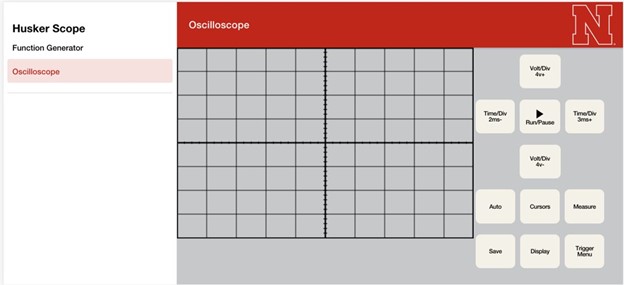 Husker Scope
Function Generator
Oscilloscope
Oscilloscope
N
Volt/Div
4v+
Time/Div
2ms-
Run/Pause
Time/Div
3ms+
Volt/Div
4v-
Auto
Cursors
Measure
Save
Display
Trigger
Menu